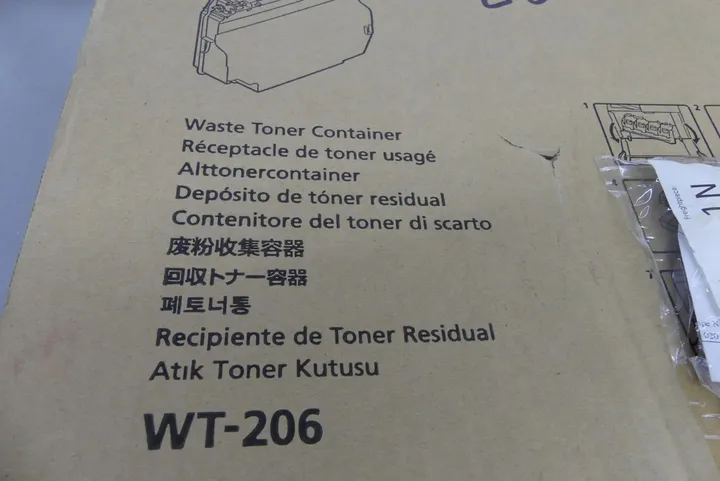 Waste Toner Container
Réceptacle de toner usagé
Alttonercontainer
Depósito de tóner residual
Contenitore del toner di scarto
废粉收集容器
回収トナー容器
폐토너통
Recipiente de Toner Residual
Atık Toner Kutusu
WT-206
1
2